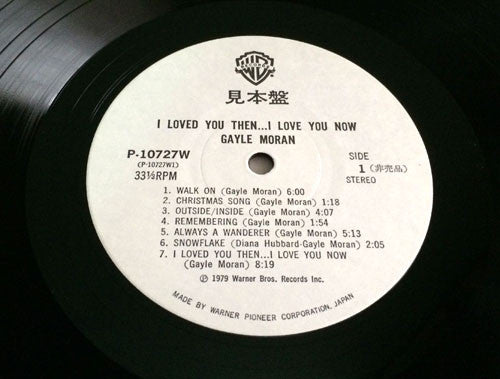 見本盤
I LOVED YOU THEN...I LOVE YOU NOW
GAYLE MORAN
P-10727W
(P-10727W1)
33⅓RPM
SIDE
1 (非売品)
STEREO
1. WALK ON (Gayle Moran) 6:00
2. CHRISTMAS SONG (Gayle Moran) 1:18
3. OUTSIDE/INSIDE (Gayle Moran) 4:07
4. REMEMBERING (Gayle Moran) 1:54
5. ALWAYS A WANDERER (Gayle Moran) 5:13
6. SNOWFLAKE (Diana Hubbard-Gayle Moran) 2:05
7. I LOVED YOU THEN...I LOVE YOU NOW
(Gayle Moran) 8:19
℗ 1979 Warner Bros. Records Inc.
MADE BY WARNER PIONEER CORPORATION, JAPAN